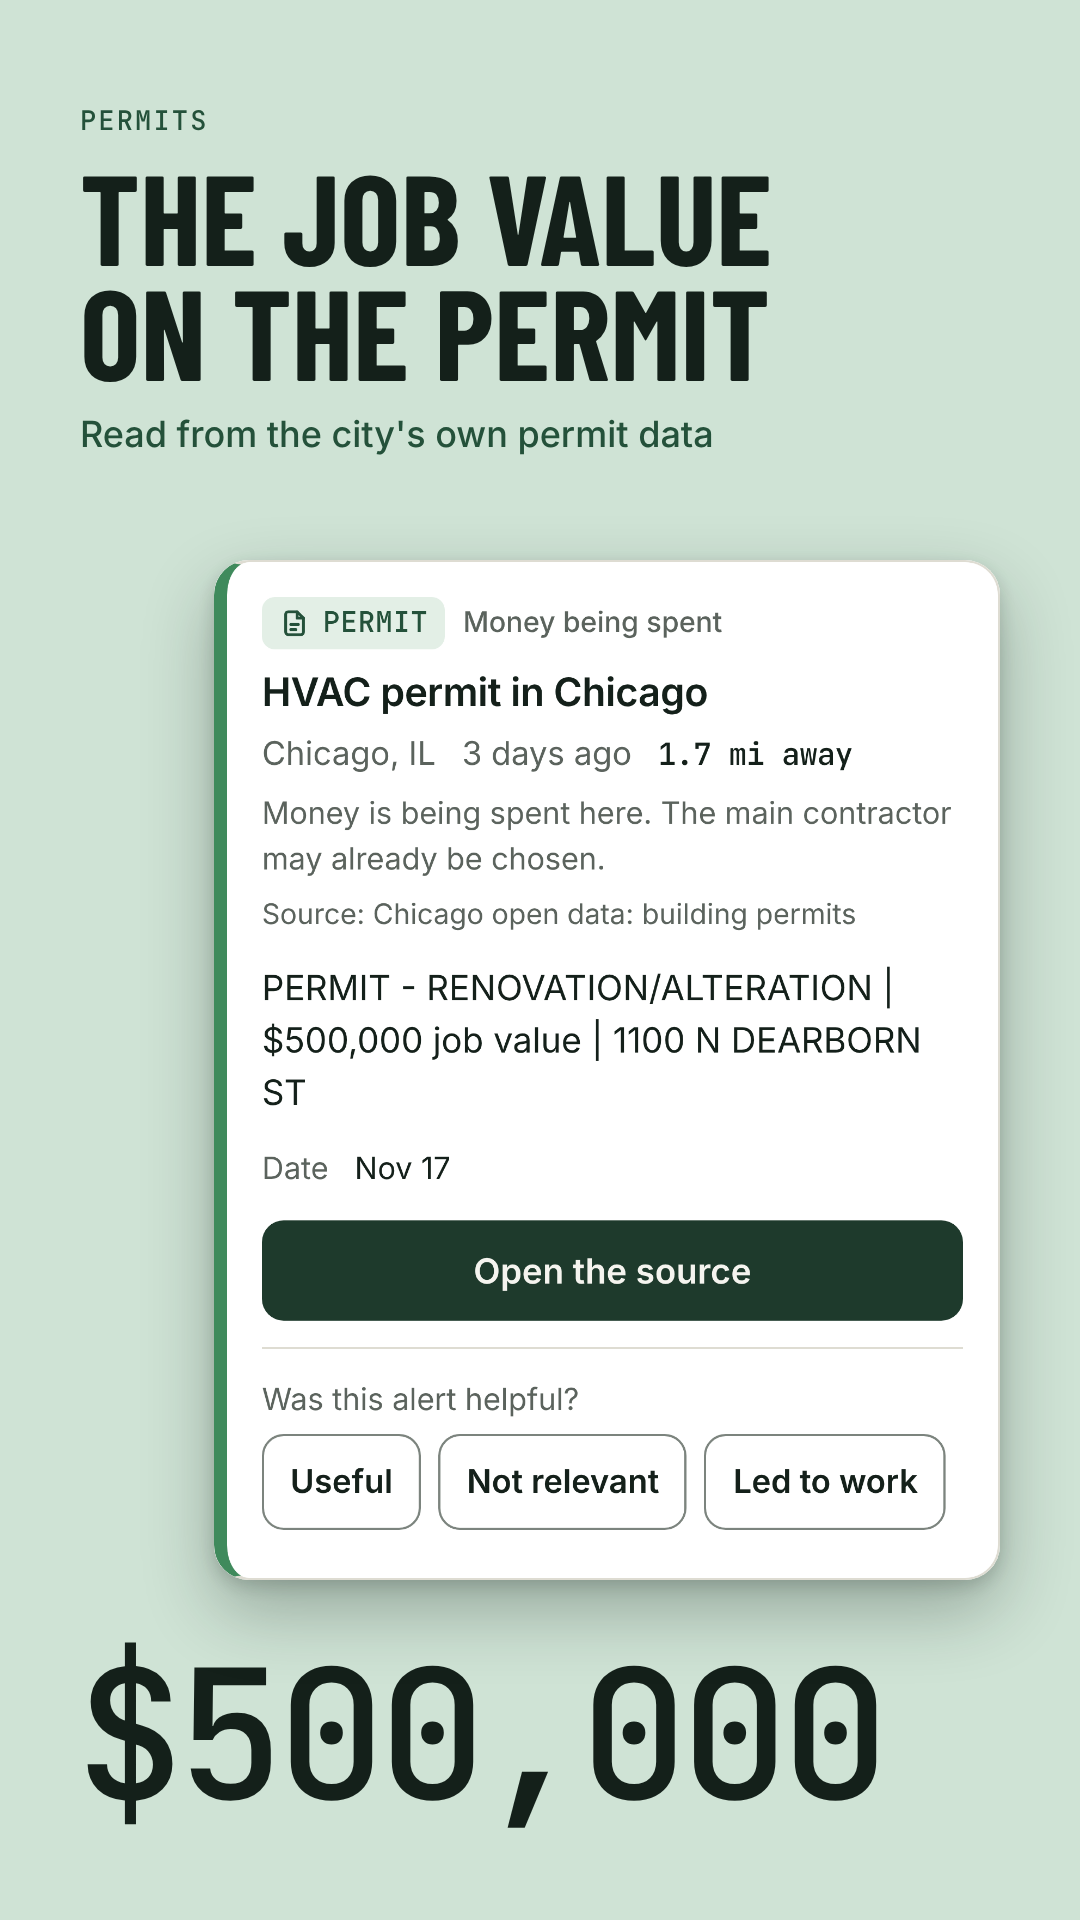 PERMITS
THE JOB VALUE
ON THE PERMIT
Read from the city's own permit data
PERMIT Money being spent
HVAC permit in Chicago
Chicago, IL 3 days ago 1.7 mi away
Money is being spent here. The main contractor
may already be chosen.
Source: Chicago open data: building permits
PERMIT - RENOVATION/ALTERATION |
$500,000 job value | 1100 N DEARBORN
ST
Date Nov 17
Open the source
Was this alert helpful?
Useful Not relevant Led to work
$500,000